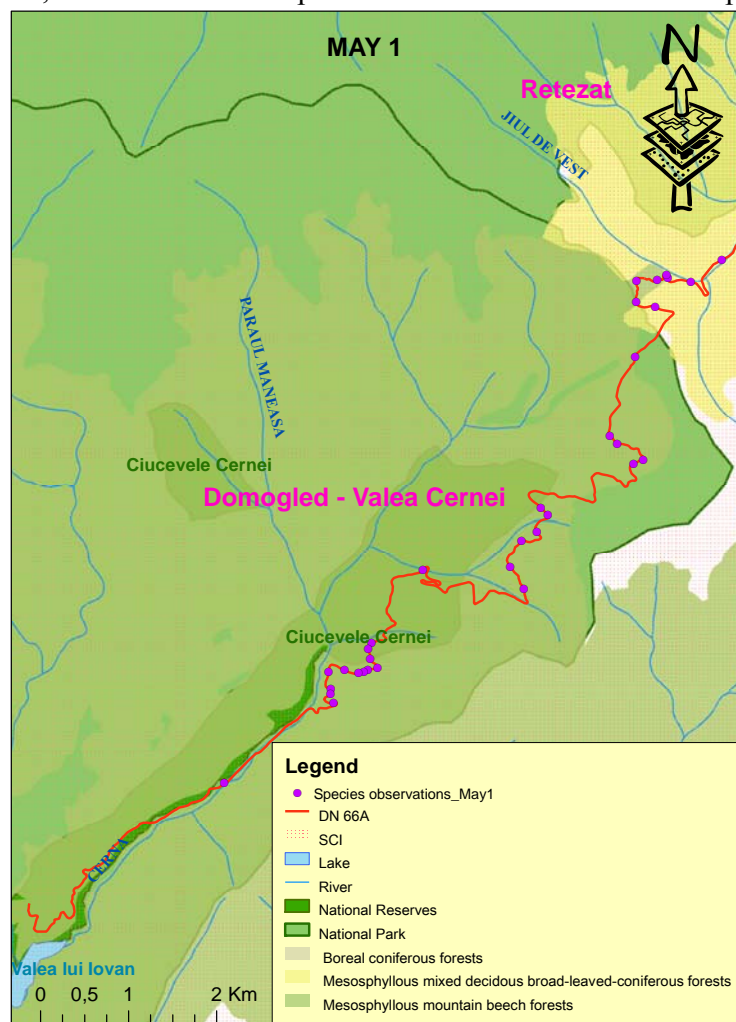 MAY 1
N
Retezat
JIUL DE VEST
PARAUL MANEASA
Ciucevele Cernei
Domogled - Valea Cernei
Ciucevele Cernei
CERNA
Valea lui Iovan
0 0,5 1 2 Km
Legend
Species observations_May1
DN 66A
SCI
Lake
River
National Reserves
National Park
Boreal coniferous forests
Mesosphyllous mixed decidous broad-leaved-coniferous forests
Mesosphyllous mountain beech forests